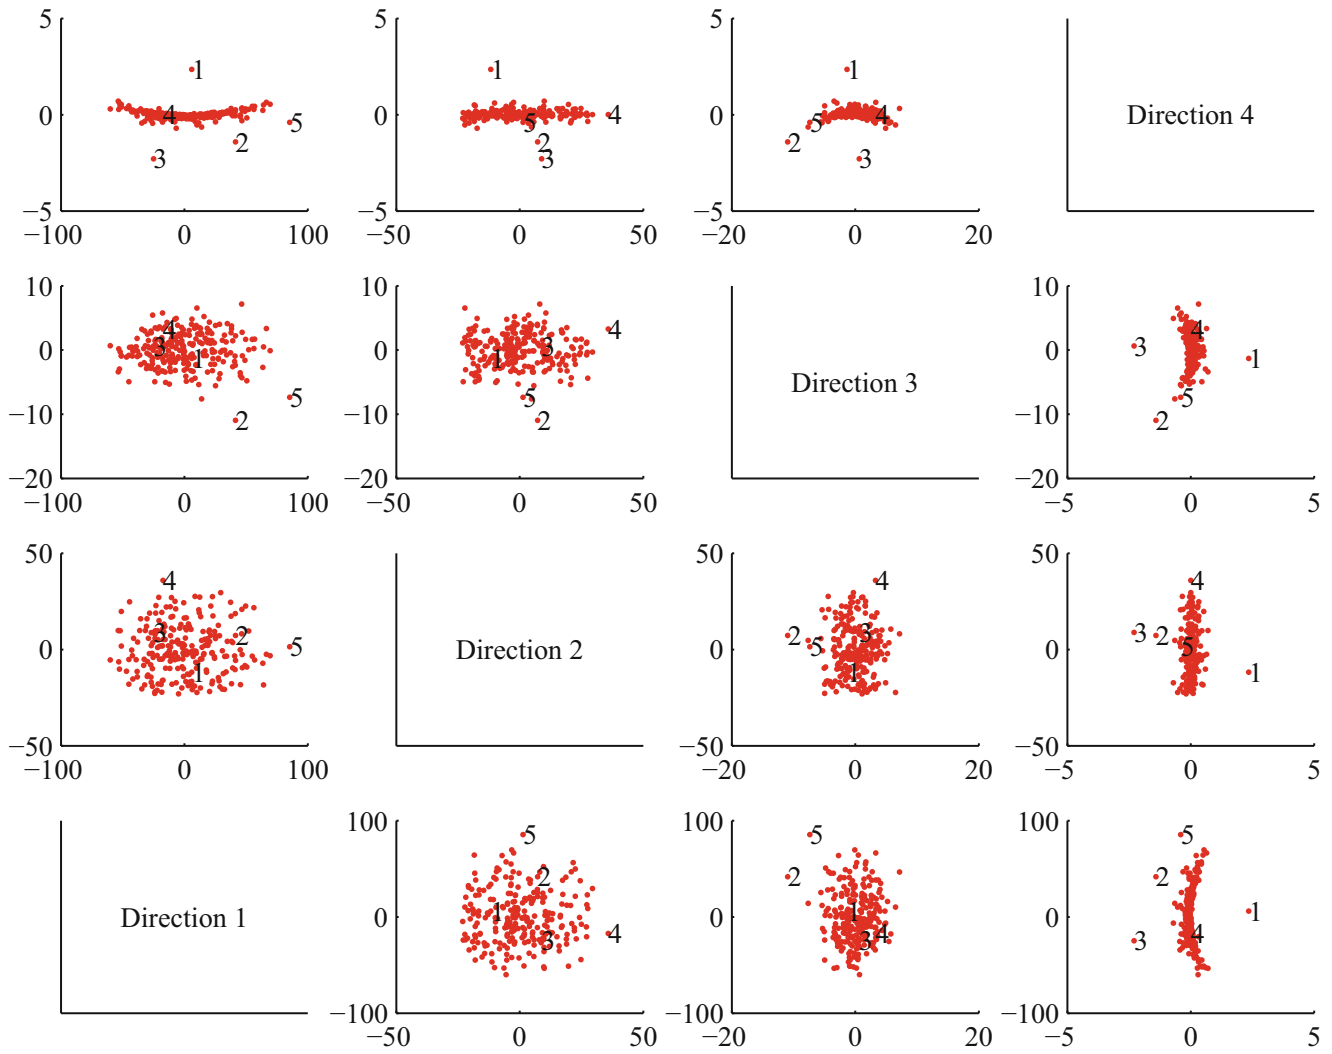 5 5 5
1 1 1
0 4 5 0 5 4 0 5 4 Direction 4
2 2 2
3 3 3
−5 −5 −5
−100 0 100 −50 0 50 −20 0 20
10 10 10
4 4 4
0 3 1 0 1 3 Direction 3 0 3 1
5 5 5
−10 2 −10 2 −10 2
−20 −20 −20
−100 0 100 −50 0 50 −5 0 5
50 50 50
4 4 4
3 2 3 3 2
0 5 Direction 2 0 2 5 0 5
1 1 1
−50 −50 −50
−100 0 100 −20 0 20 −5 0 5
100 100 100
5 5 5
2 2 2
Direction 1 0 1 0 1 0 1
3 4 3 4 3 4
−100 −100 −100
−50 0 50 −20 0 20 −5 0 5